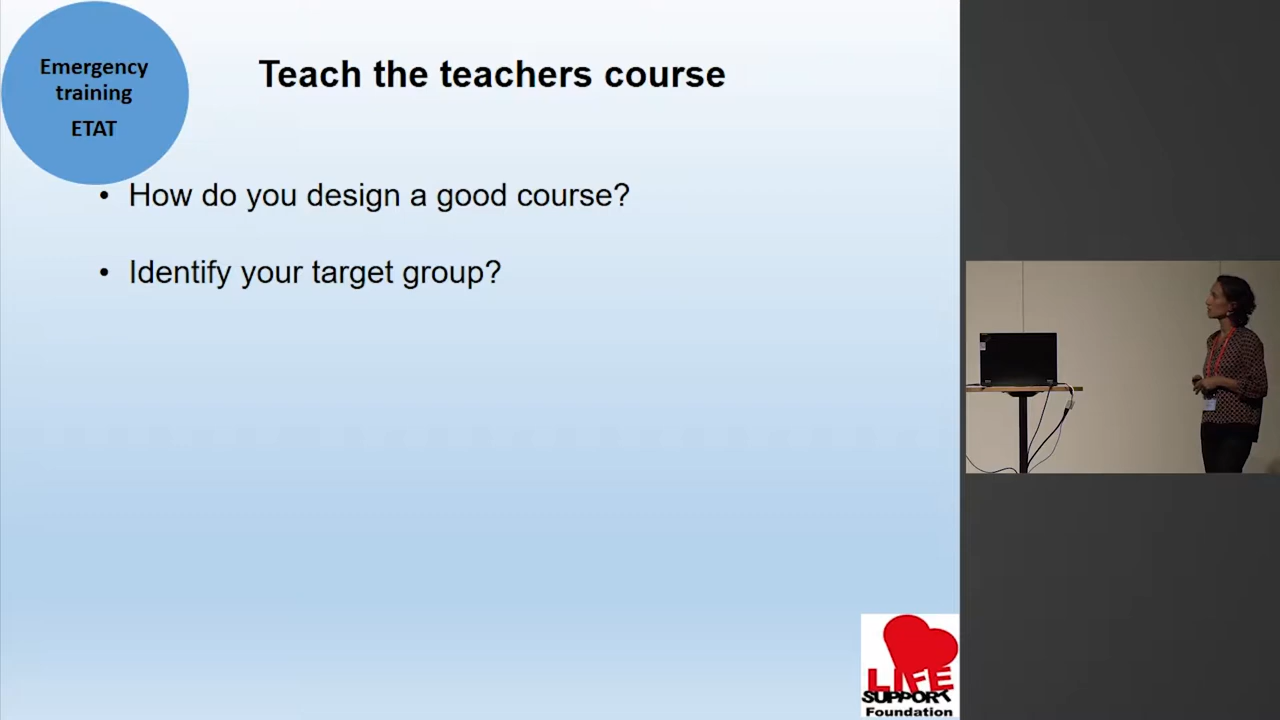 Emergency
training
ETAT
Teach the teachers course
• How do you design a good course?
• Identify your target group?
LIFE
SUPPORT
Foundation